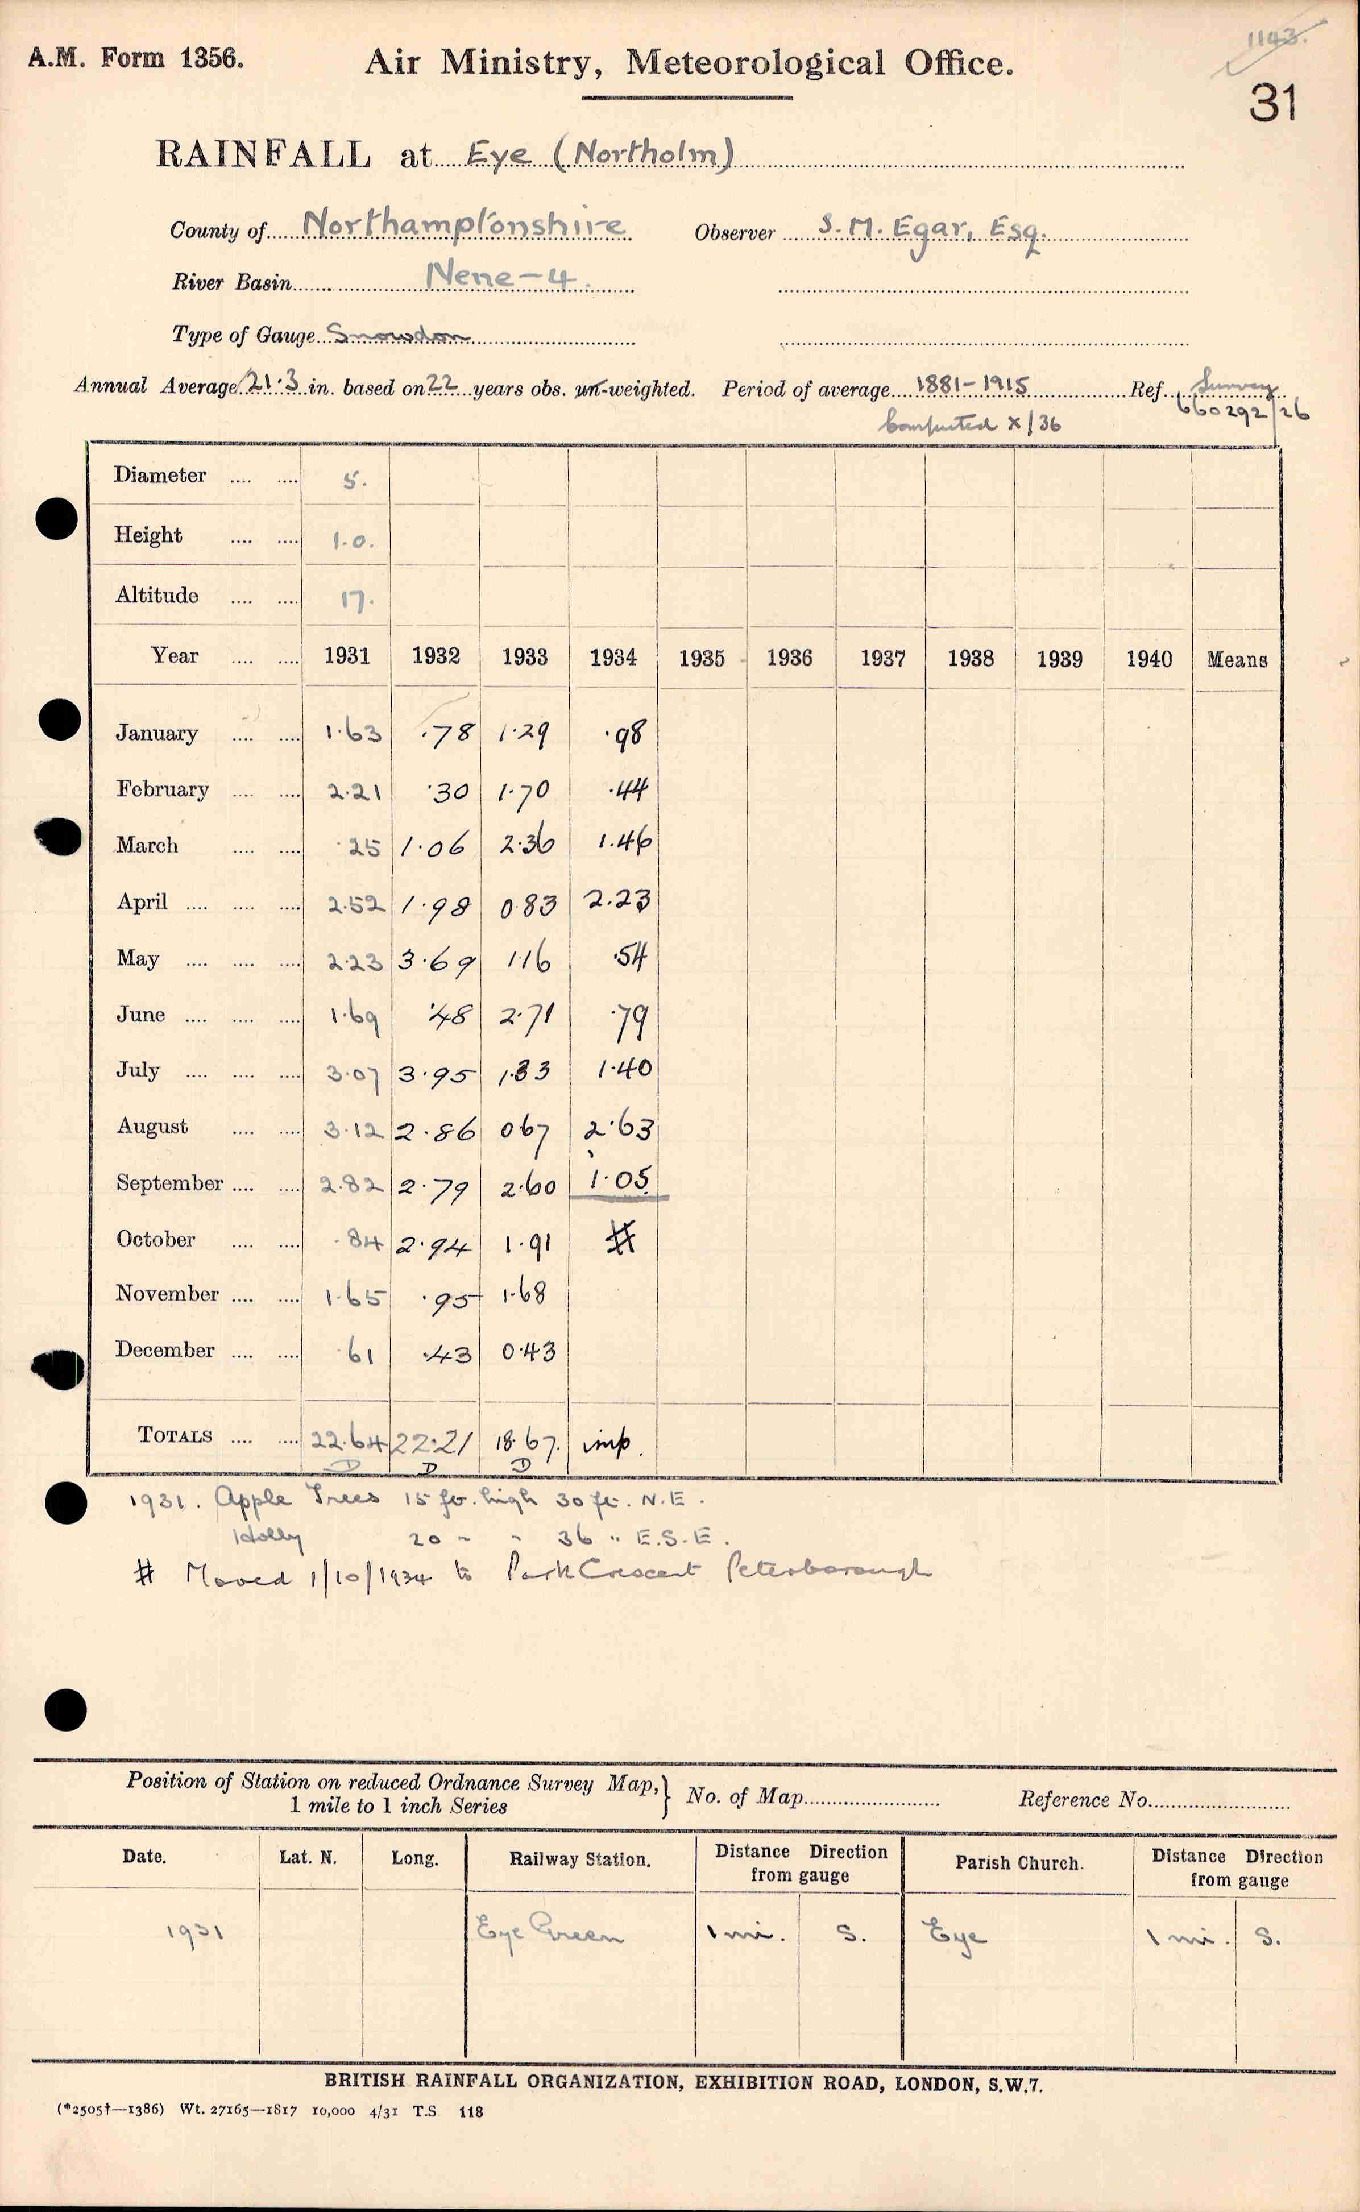 1143.
A.M. Form 1356. Air Ministry, Meteorological Office.
31
RAINFALL at Eye (Northolm)
County of Northamptonshire Observer S. M. Egar, Esq.
River Basin Nene-4.
Type of Gauge Snowdon
Annual Average 21.3 in. based on 22 years obs. un-weighted. Period of average 1881-1915 Ref. Survey
Computed X/36 660292/26
Diameter .... .... 5.
Height .... .... 1.0.
Altitude .... .... 17.
Year .... .... 1931 1932 1933 1934 1935 1936 1937 1938 1939 1940 Means
January .... .... 1.63 .78 1.29 .98
February .... .... 2.21 .30 1.70 .44
March .... .... .25 1.06 2.36 1.46
April .... .... .... 2.52 1.98 0.83 2.23
May .... .... .... 2.23 3.69 1.16 .54
June .... .... .... 1.69 .48 2.71 .79
July .... .... .... 3.07 3.95 1.33 1.40
August .... .... 3.12 2.86 0.67 2.63
September .... .... 2.82 2.79 2.60 1.05
October .... .... .84 2.94 1.91 #
November .... .... 1.65 .95 1.68
December .... .... .61 .43 0.43
TOTALS .... .... 22.64 22.21 18.67. imp.
D D D
1931. Apple Trees 15 ft. high 30 ft. N.E.
Holly 20 " " 36 " E.S.E.
# Moved 1/10/1934 to Park Crescent Peterborough
Position of Station on reduced Ordnance Survey Map, } No. of Map Reference No.
1 mile to 1 inch Series
Date. Lat. N. Long. Railway Station. Distance Direction from gauge Parish Church. Distance Direction from gauge
1931 Eye Green 1 mi. S. Eye 1 mi. S.
BRITISH RAINFALL ORGANIZATION, EXHIBITION ROAD, LONDON, S.W.7.
(*2505†—1386) Wt. 27165—1817 10,000 4/31 T.S 118